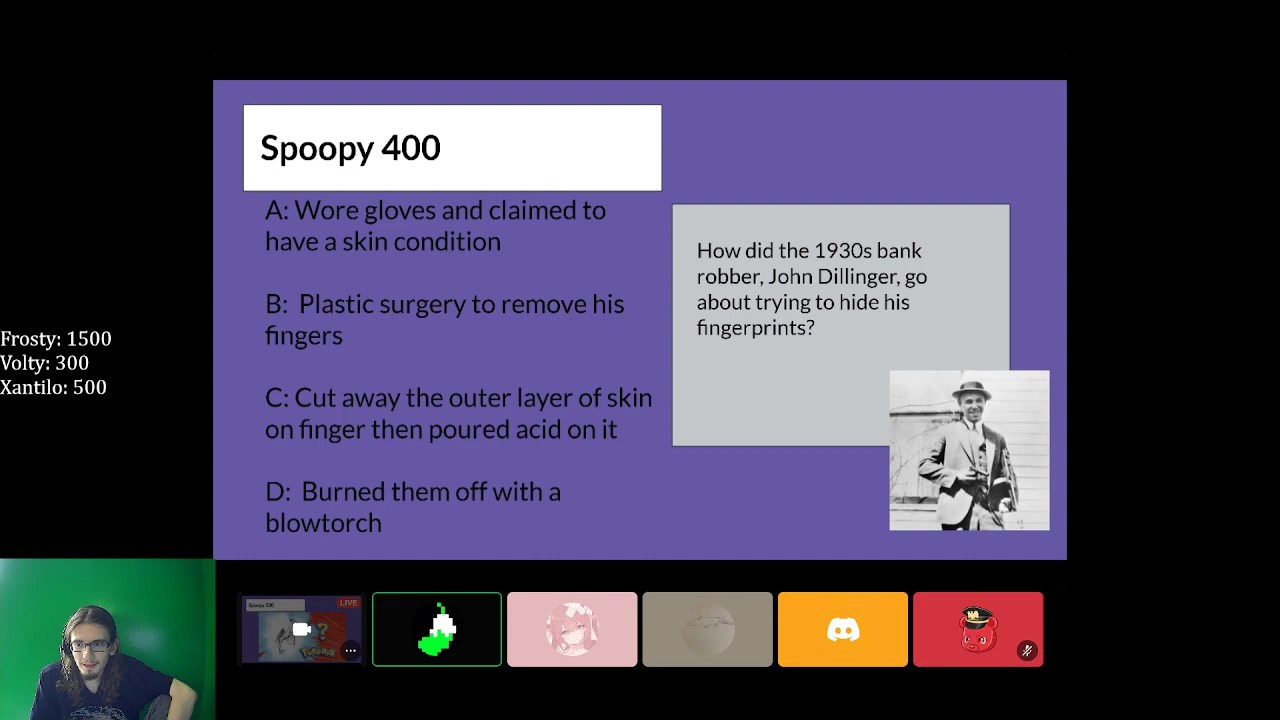 Spoopy 400
A: Wore gloves and claimed to
have a skin condition
B: Plastic surgery to remove his
fingers
C: Cut away the outer layer of skin
on finger then poured acid on it
D: Burned them off with a
blowtorch
How did the 1930s bank
robber, John Dillinger, go
about trying to hide his
fingerprints?
Frosty: 1500
Volty: 300
Xantilo: 500
LIVE
?